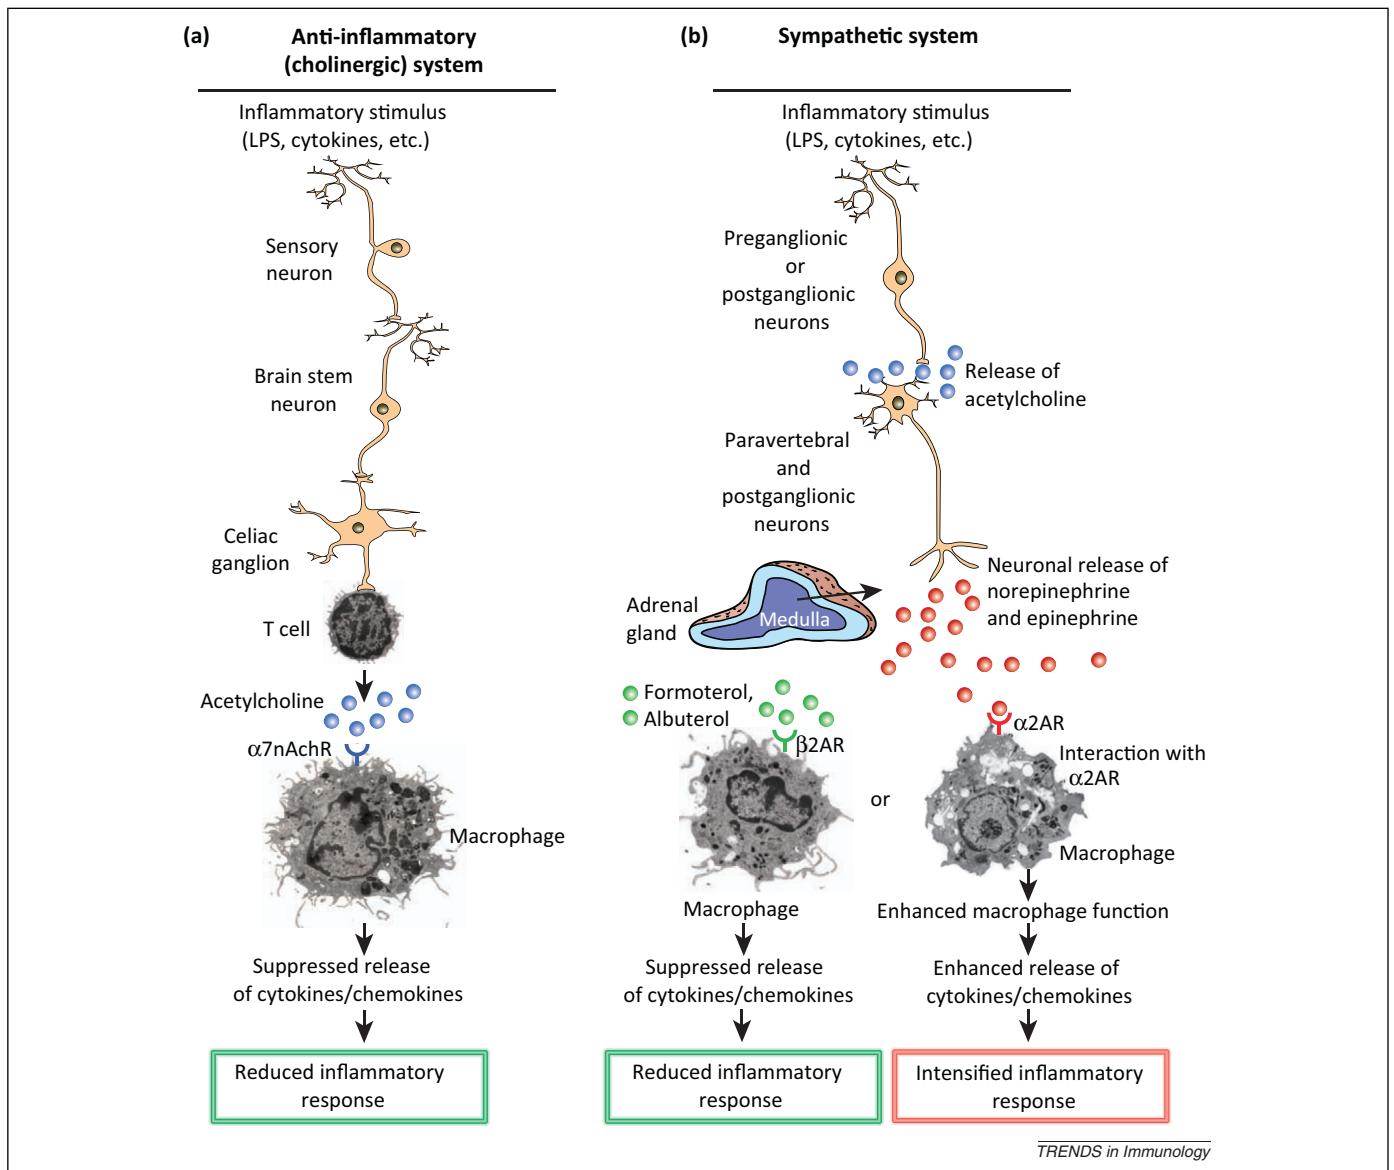 (a) Anti-inflammatory
(cholinergic) system
Inflammatory stimulus
(LPS, cytokines, etc.)
Sensory
neuron
Brain stem
neuron
Celiac
ganglion
T cell
Acetylcholine
α7nAchR
Macrophage
Suppressed release
of cytokines/chemokines
Reduced inflammatory
response
(b) Sympathetic system
Inflammatory stimulus
(LPS, cytokines, etc.)
Preganglionic
or
postganglionic
neurons
Release of
acetylcholine
Paravertebral
and
postganglionic
neurons
Adrenal
gland
Medulla
Neuronal release of
norepinephrine
and epinephrine
Formoterol,
Albuterol
β2AR
Macrophage
Suppressed release
of cytokines/chemokines
Reduced inflammatory
response
or
α2AR
Interaction with
α2AR
Macrophage
Enhanced macrophage function
Enhanced release of
cytokines/chemokines
Intensified inflammatory
response
TRENDS in Immunology